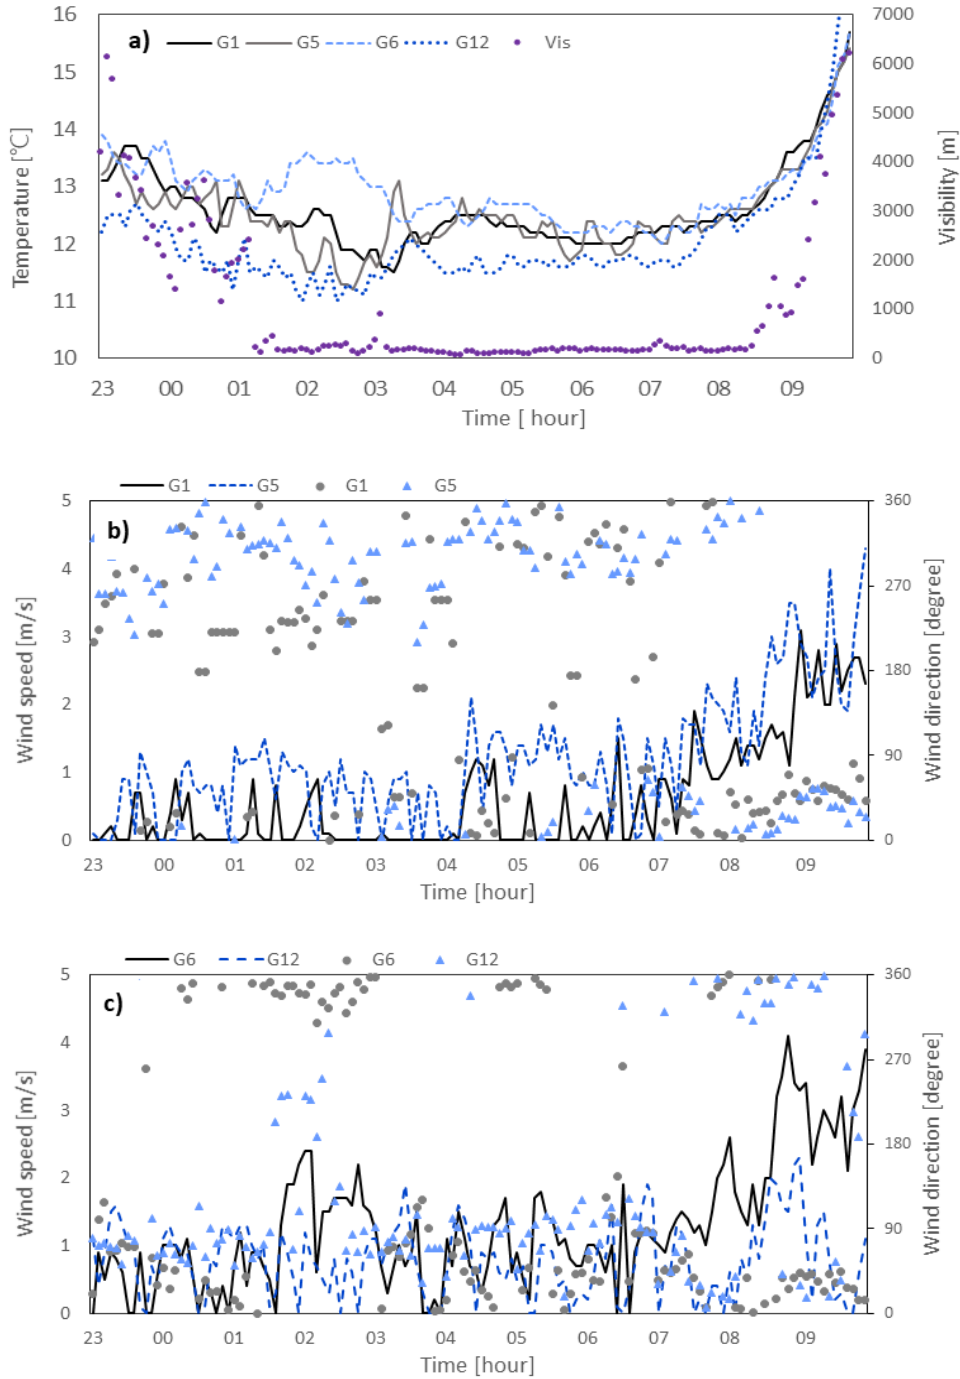 a) G1 G5 G6 G12 Vis
16 7000
15 6000
5000
14
4000
13
3000
12
2000
11
1000
10 0
Temperature [℃]
Visibility [m]
23 00 01 02 03 04 05 06 07 08 09
Time [ hour]
G1 G5 G1 G5
b)
5 360
4 270
3
180
2
90
1
0 0
Wind speed [m/s]
Wind direction [degree]
23 00 01 02 03 04 05 06 07 08 09
Time [hour]
G6 G12 G6 G12
c)
5 360
4 270
3
180
2
90
1
0 0
Wind speed [m/s]
Wind direction [degree]
23 00 01 02 03 04 05 06 07 08 09
Time [hour]